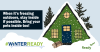 When it's freezing
outdoors, stay inside
if possible. Bring your
pets inside too!
#WINTERREADY